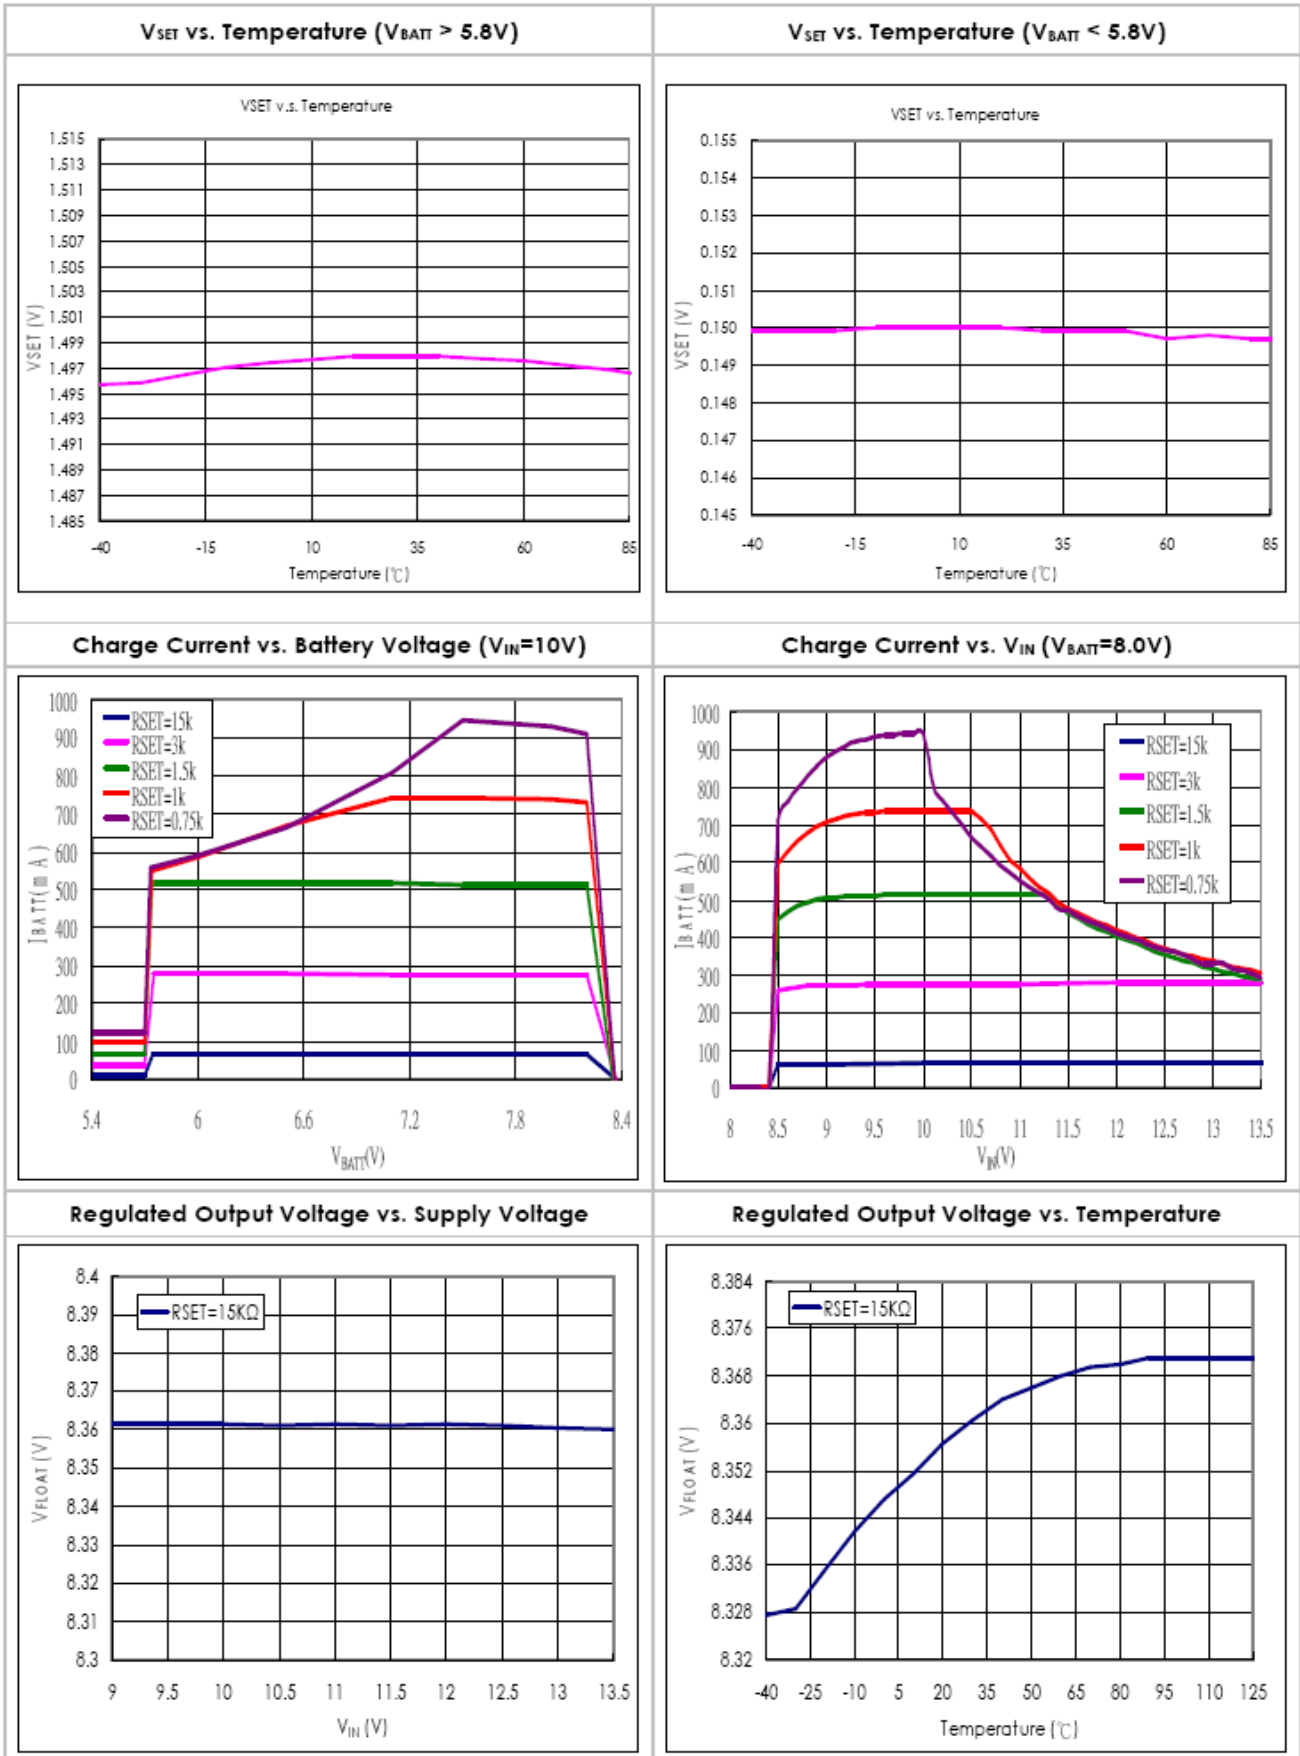 VSET vs. Temperature (VBATT > 5.8V)
VSET vs. Temperature (VBATT < 5.8V)
VSET v.s. Temperature
1.515
1.513
1.511
1.509
1.507
1.505
1.503
1.501
1.499
1.497
1.495
1.493
1.491
1.489
1.487
1.485
VSET (V)
-40 -15 10 35 60 85
Temperature (℃)
VSET vs. Temperature
0.155
0.154
0.153
0.152
0.151
0.150
0.149
0.148
0.147
0.146
0.145
VSET (V)
-40 -15 10 35 60 85
Temperature (℃)
Charge Current vs. Battery Voltage (VIN=10V)
Charge Current vs. VIN (VBATT=8.0V)
1000
900
800
700
600
500
400
300
200
100
0
IBATT(mA)
RSET=15k
RSET=3k
RSET=1.5k
RSET=1k
RSET=0.75k
5.4 6 6.6 7.2 7.8 8.4
VBATT(V)
1000
900
800
700
600
500
400
300
200
100
0
IBATT(mA)
RSET=15k
RSET=3k
RSET=1.5k
RSET=1k
RSET=0.75k
8 8.5 9 9.5 10 10.5 11 11.5 12 12.5 13 13.5
VIN(V)
Regulated Output Voltage vs. Supply Voltage
Regulated Output Voltage vs. Temperature
8.4
8.39
8.38
8.37
8.36
8.35
8.34
8.33
8.32
8.31
8.3
VFLOAT (V)
RSET=15KΩ
9 9.5 10 10.5 11 11.5 12 12.5 13 13.5
VIN (V)
8.384
8.376
8.368
8.36
8.352
8.344
8.336
8.328
8.32
VFLOAT (V)
RSET=15KΩ
-40 -25 -10 5 20 35 50 65 80 95 110 125
Temperature (℃)